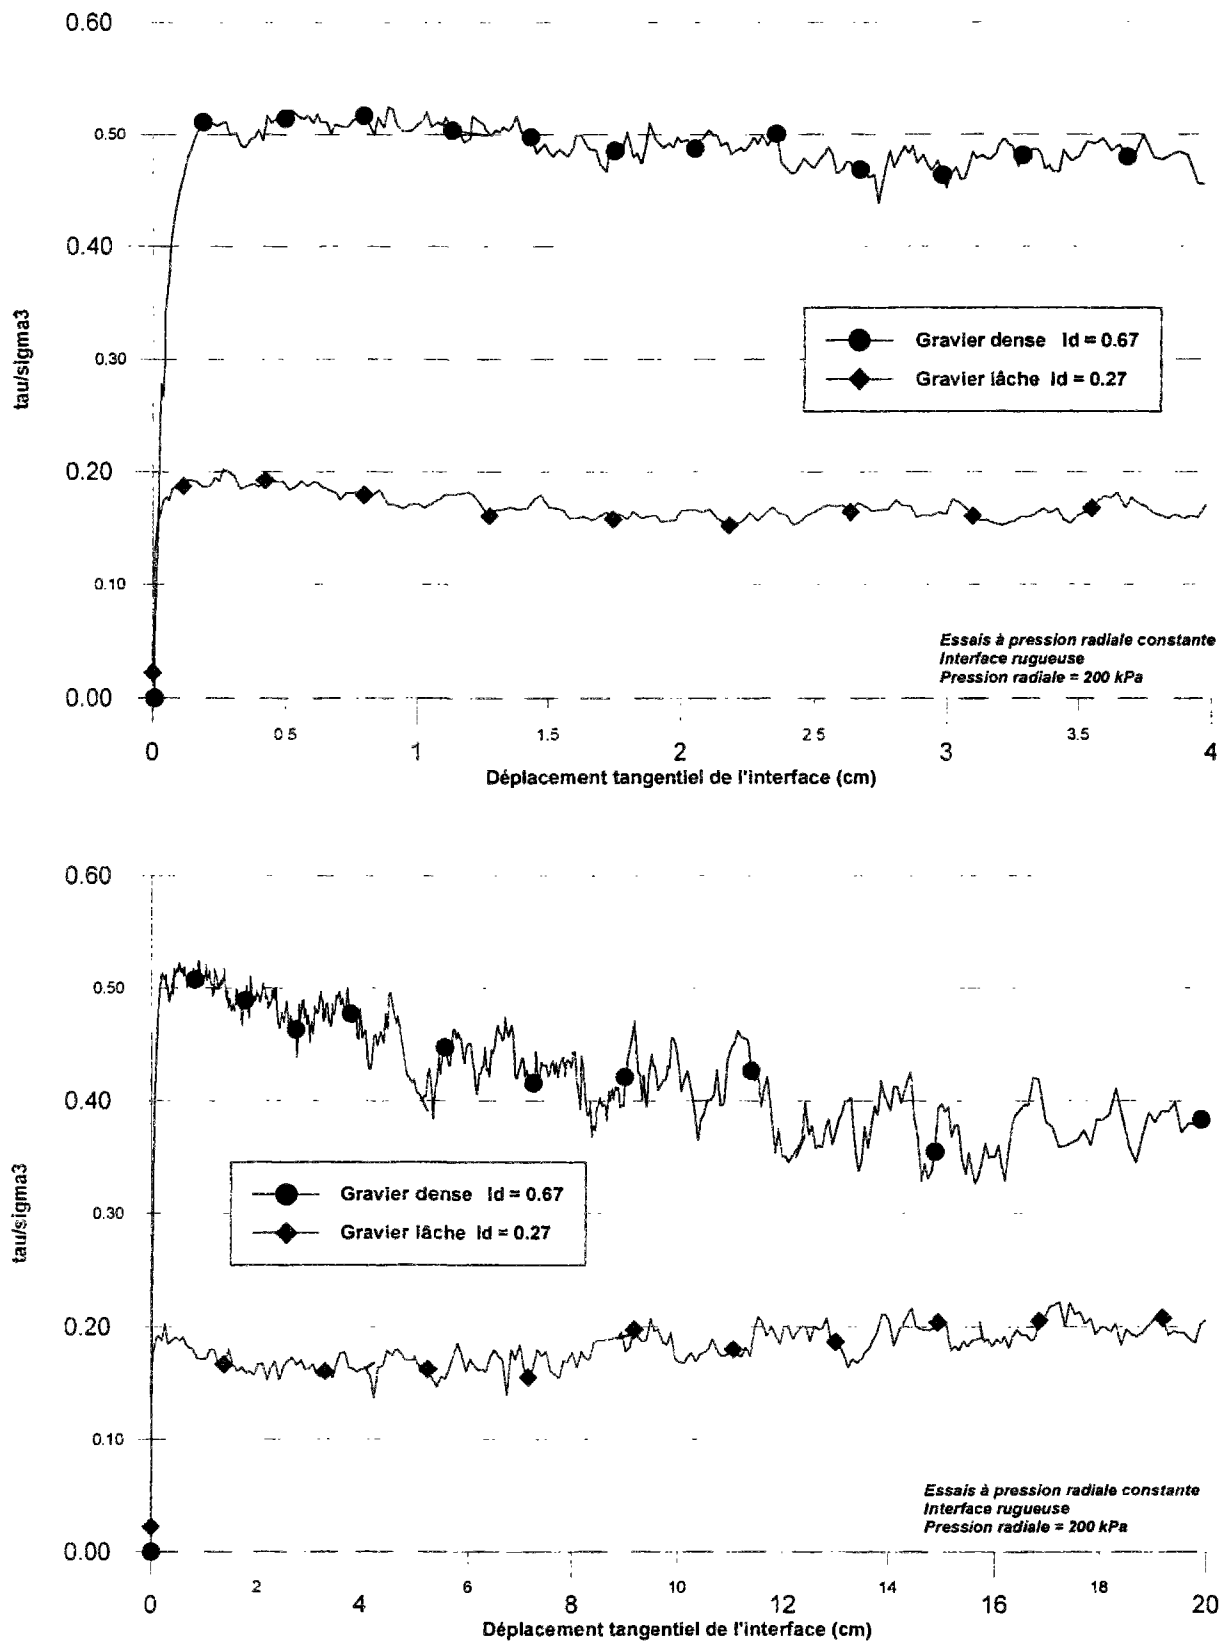 0.60
0.50
0.40
0.30
0.20
0.10
0.00
tau/sigma3
Gravier dense Id = 0.67
Gravier lâche Id = 0.27
Essais à pression radiale constante
Interface rugueuse
Pression radiale = 200 kPa
0 0.5 1 1.5 2 2.5 3 3.5 4
Déplacement tangentiel de l'interface (cm)
0.60
0.50
0.40
0.30
0.20
0.10
0.00
tau/sigma3
Gravier dense Id = 0.67
Gravier lâche Id = 0.27
Essais à pression radiale constante
Interface rugueuse
Pression radiale = 200 kPa
0 2 4 6 8 10 12 14 16 18 20
Déplacement tangentiel de l'interface (cm)